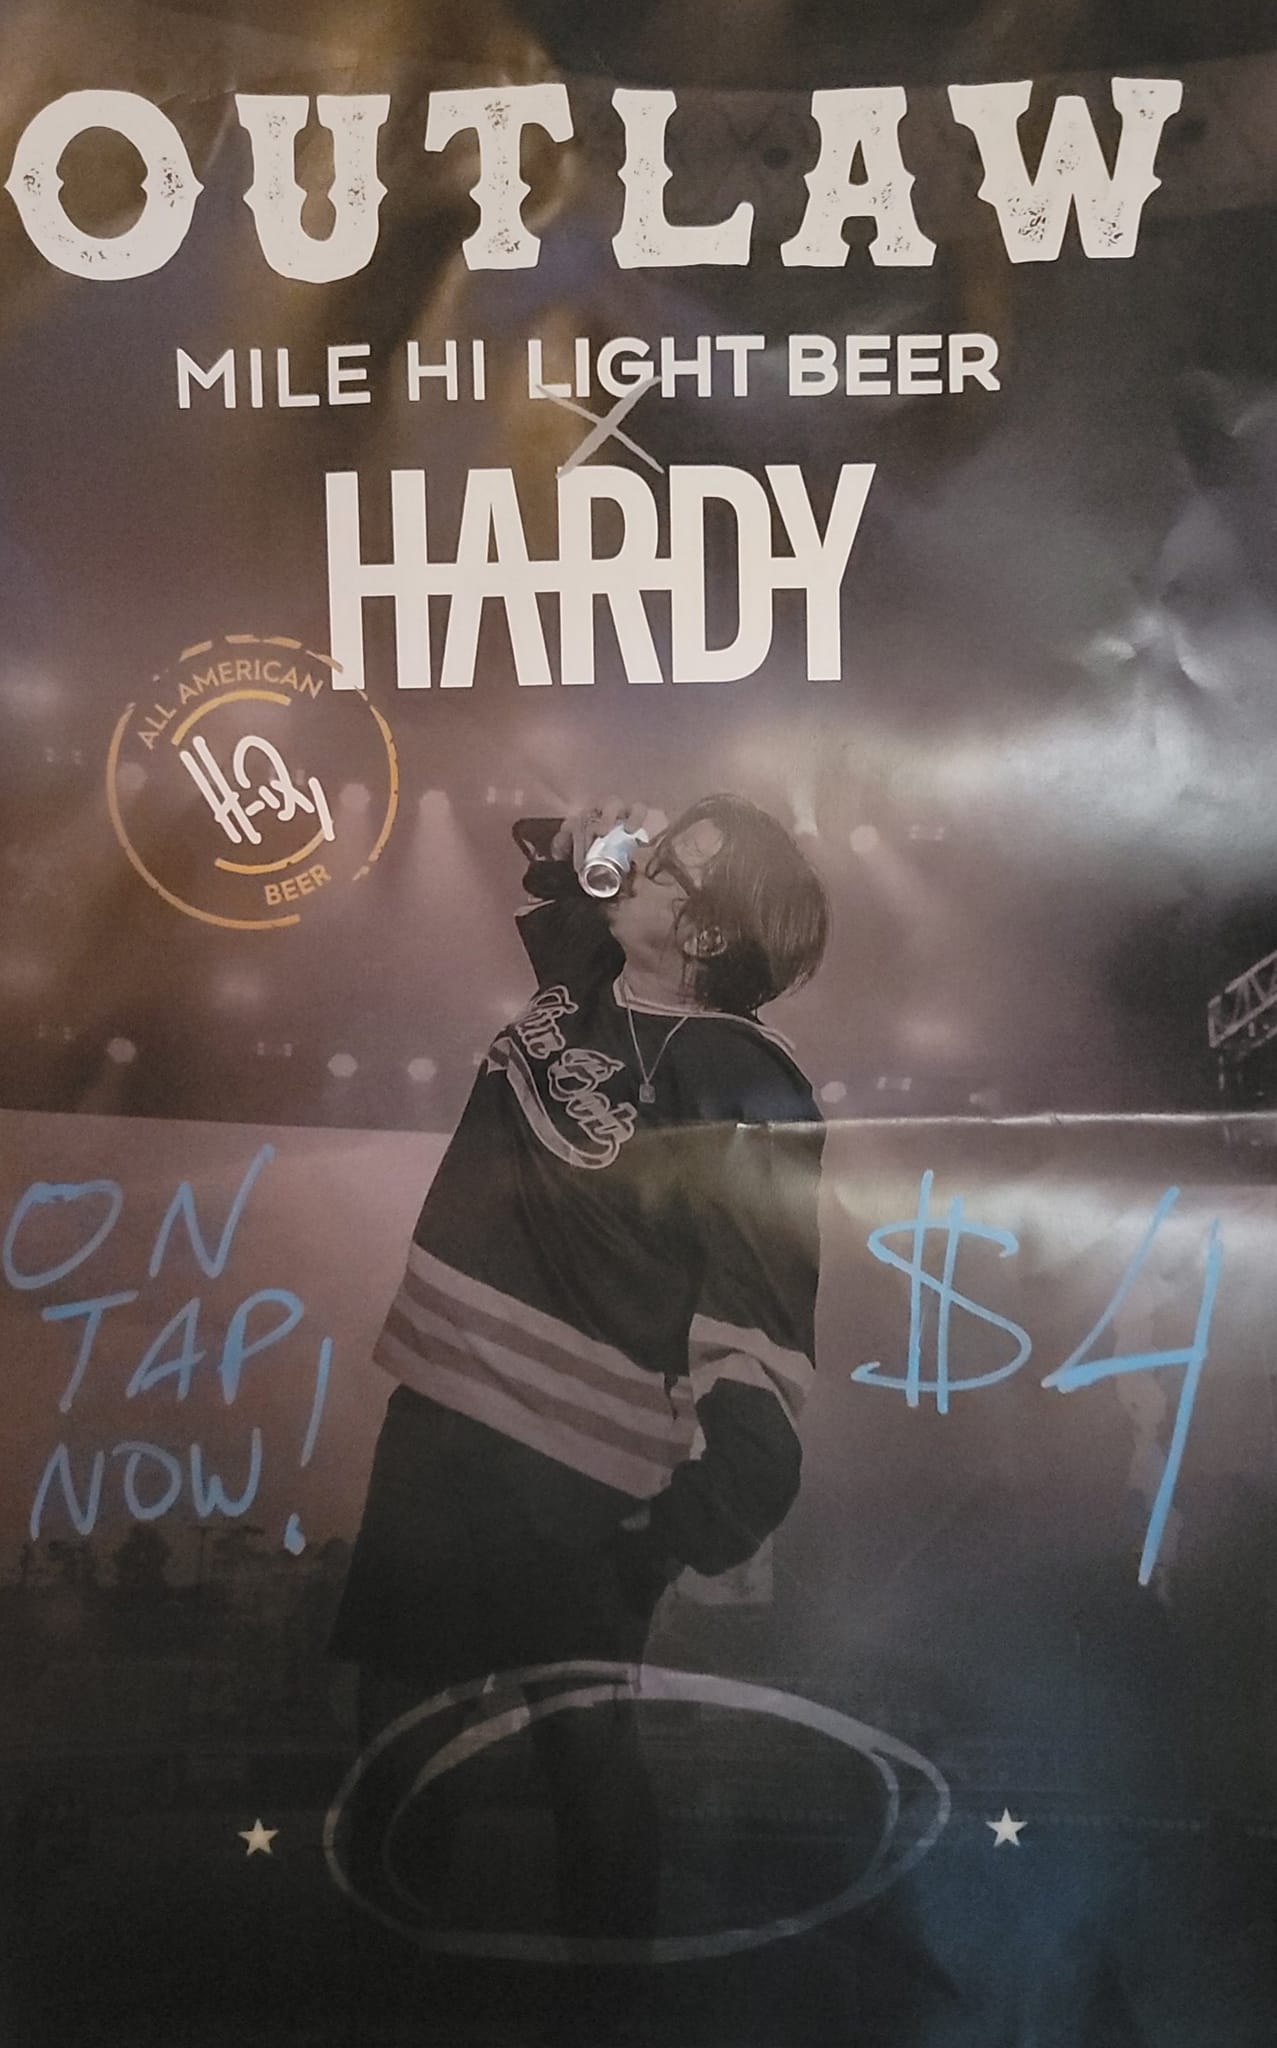 OUTLAW
MILE HI LIGHT BEER
X
HARDY
ALL AMERICAN
BEER
ON
TAP,
NOW!
$4